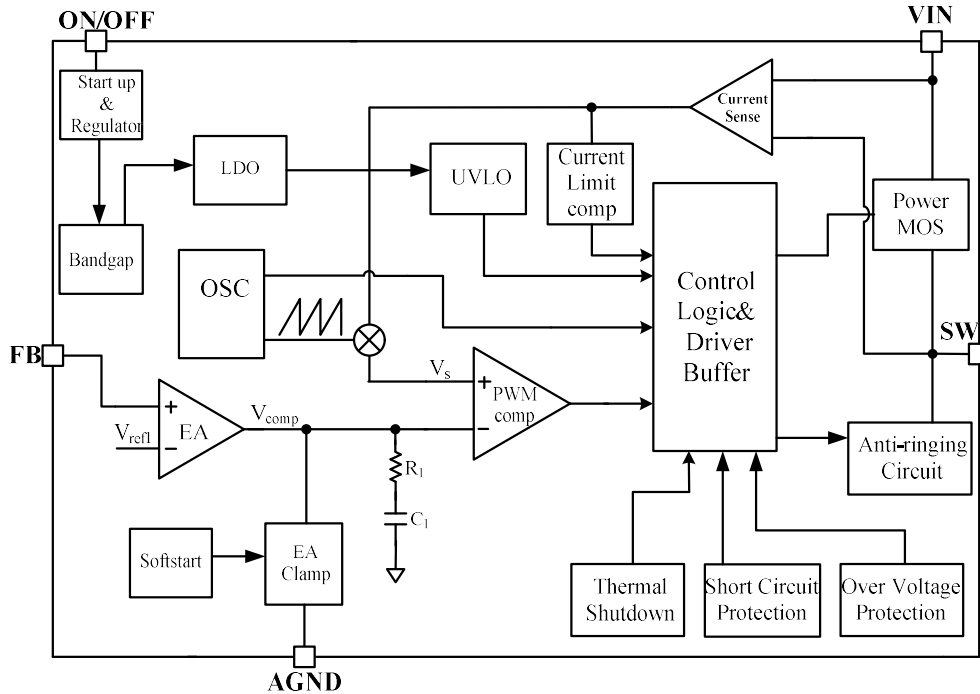 ON/OFF
VIN
Start up
&
Regulator
Current
Sense
LDO
UVLO
Current
Limit
comp
Power
MOS
Bandgap
OSC
Control
Logic&
Driver
Buffer
FB
SW
Vs
PWM
comp
Vref1
EA
Vcomp
R1
C1
Anti-ringing
Circuit
Softstart
EA
Clamp
Thermal
Shutdown
Short Circuit
Protection
Over Voltage
Protection
AGND